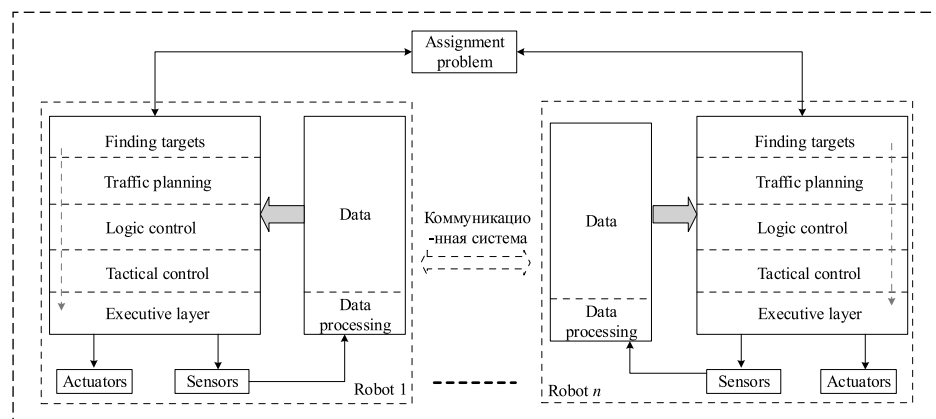 Assignment
problem
Finding targets
Traffic planning
Logic control
Tactical control
Executive layer
Data
Data
processing
Actuators
Sensors
Robot 1
Коммуникацио
-нная система
Data
Data
processing
Finding targets
Traffic planning
Logic control
Tactical control
Executive layer
Robot n
Sensors
Actuators